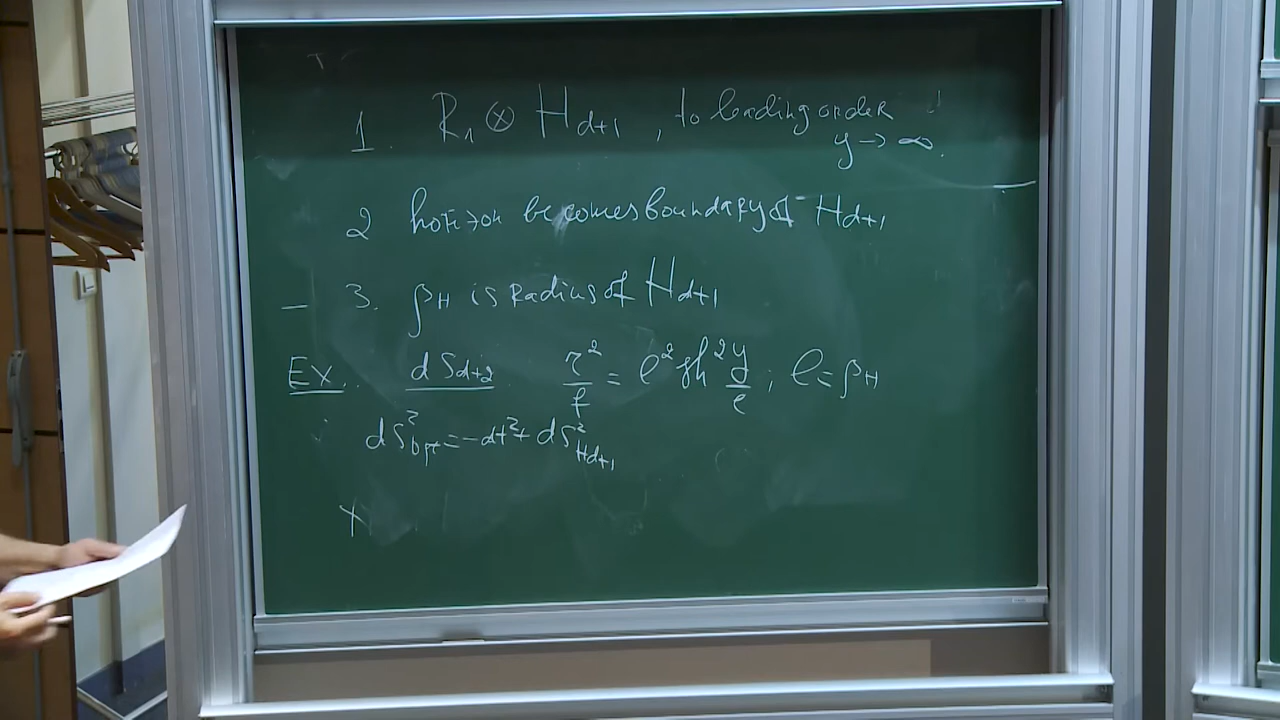 1. R₁ ⊗ H_{d+1}, to leading order
y → ∞.
2 horizon becomes boundary of H_{d+1}
— 3. ρ_H is Radius of H_{d+1}
Ex. dS_{d+2} r²/f = ℓ² sh² y/ℓ ; ℓ = ρ_H
dS²_{opt} = -dt² + dS²_{H_{d+1}}